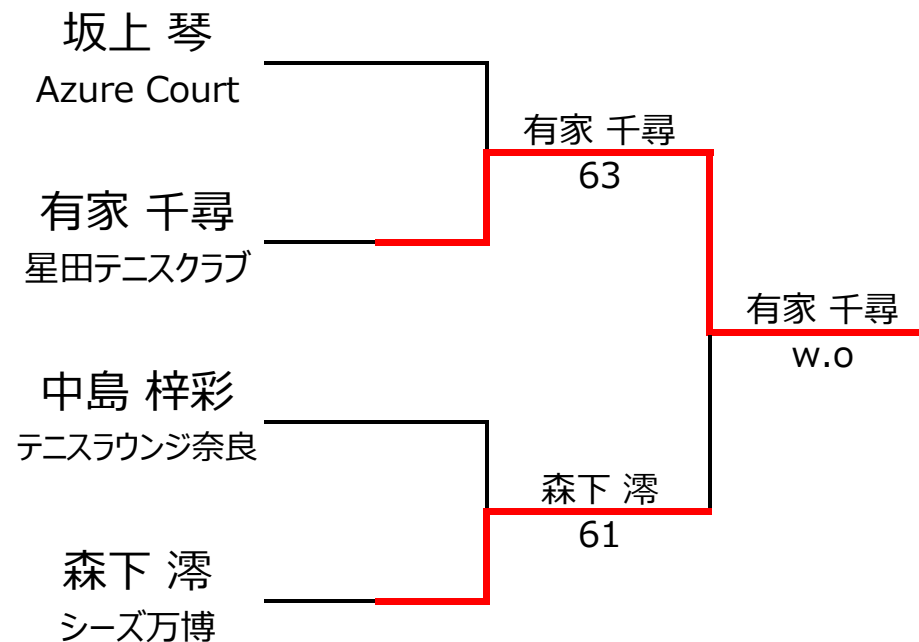 坂上 琴
Azure Court
有家 千尋
星田テニスクラブ
中島 梓彩
テニスラウンジ奈良
森下 澪
シーズ万博
有家 千尋
63
森下 澪
61
有家 千尋
w.o